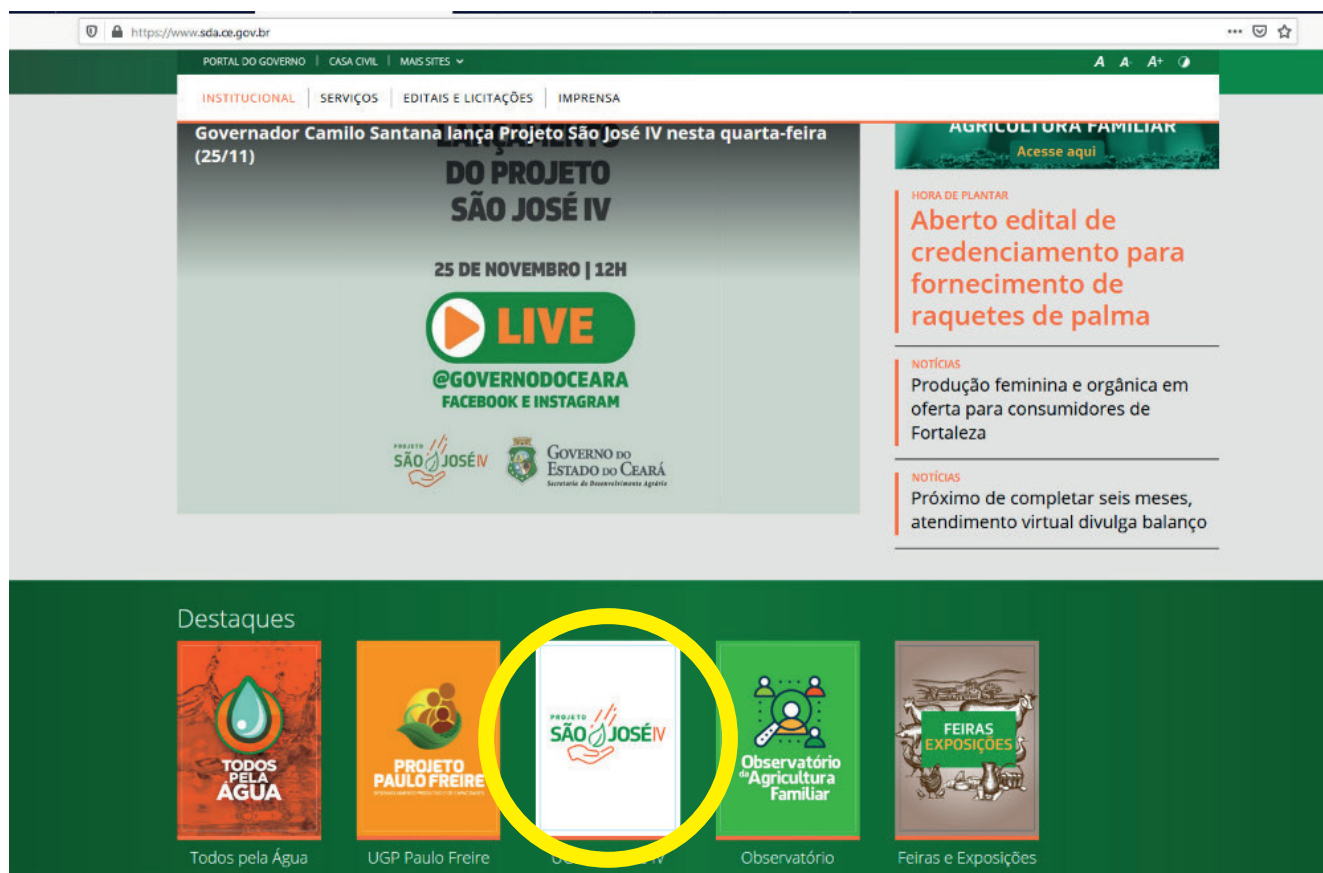 https://www.sda.ce.gov.br
PORTAL DO GOVERNO | CASA CIVIL | MAIS SITES
A A- A+
INSTITUCIONAL | SERVIÇOS | EDITAIS E LICITAÇÕES | IMPRENSA
Governador Camilo Santana lança Projeto São José IV nesta quarta-feira
(25/11)
LANÇAMENTO
DO PROJETO
SÃO JOSÉ IV
25 DE NOVEMBRO | 12H
LIVE
@GOVERNODOCEARA
FACEBOOK E INSTAGRAM
PROJETO
SÃO JOSÉ IV
GOVERNO DO
ESTADO DO CEARÁ
Secretaria do Desenvolvimento Agrário
AGRICULTURA FAMILIAR
Acesse aqui
HORA DE PLANTAR
Aberto edital de
credenciamento para
fornecimento de
raquetes de palma
NOTÍCIAS
Produção feminina e orgânica em
oferta para consumidores de
Fortaleza
NOTÍCIAS
Próximo de completar seis meses,
atendimento virtual divulga balanço
Destaques
TODOS
PELA
ÁGUA
PROJETO
PAULO FREIRE
PROJETO
SÃO JOSÉ IV
Observatório
da Agricultura
Familiar
FEIRAS
EXPOSIÇÕES
Todos pela Água
UGP Paulo Freire
IV
Observatório
Feiras e Exposições